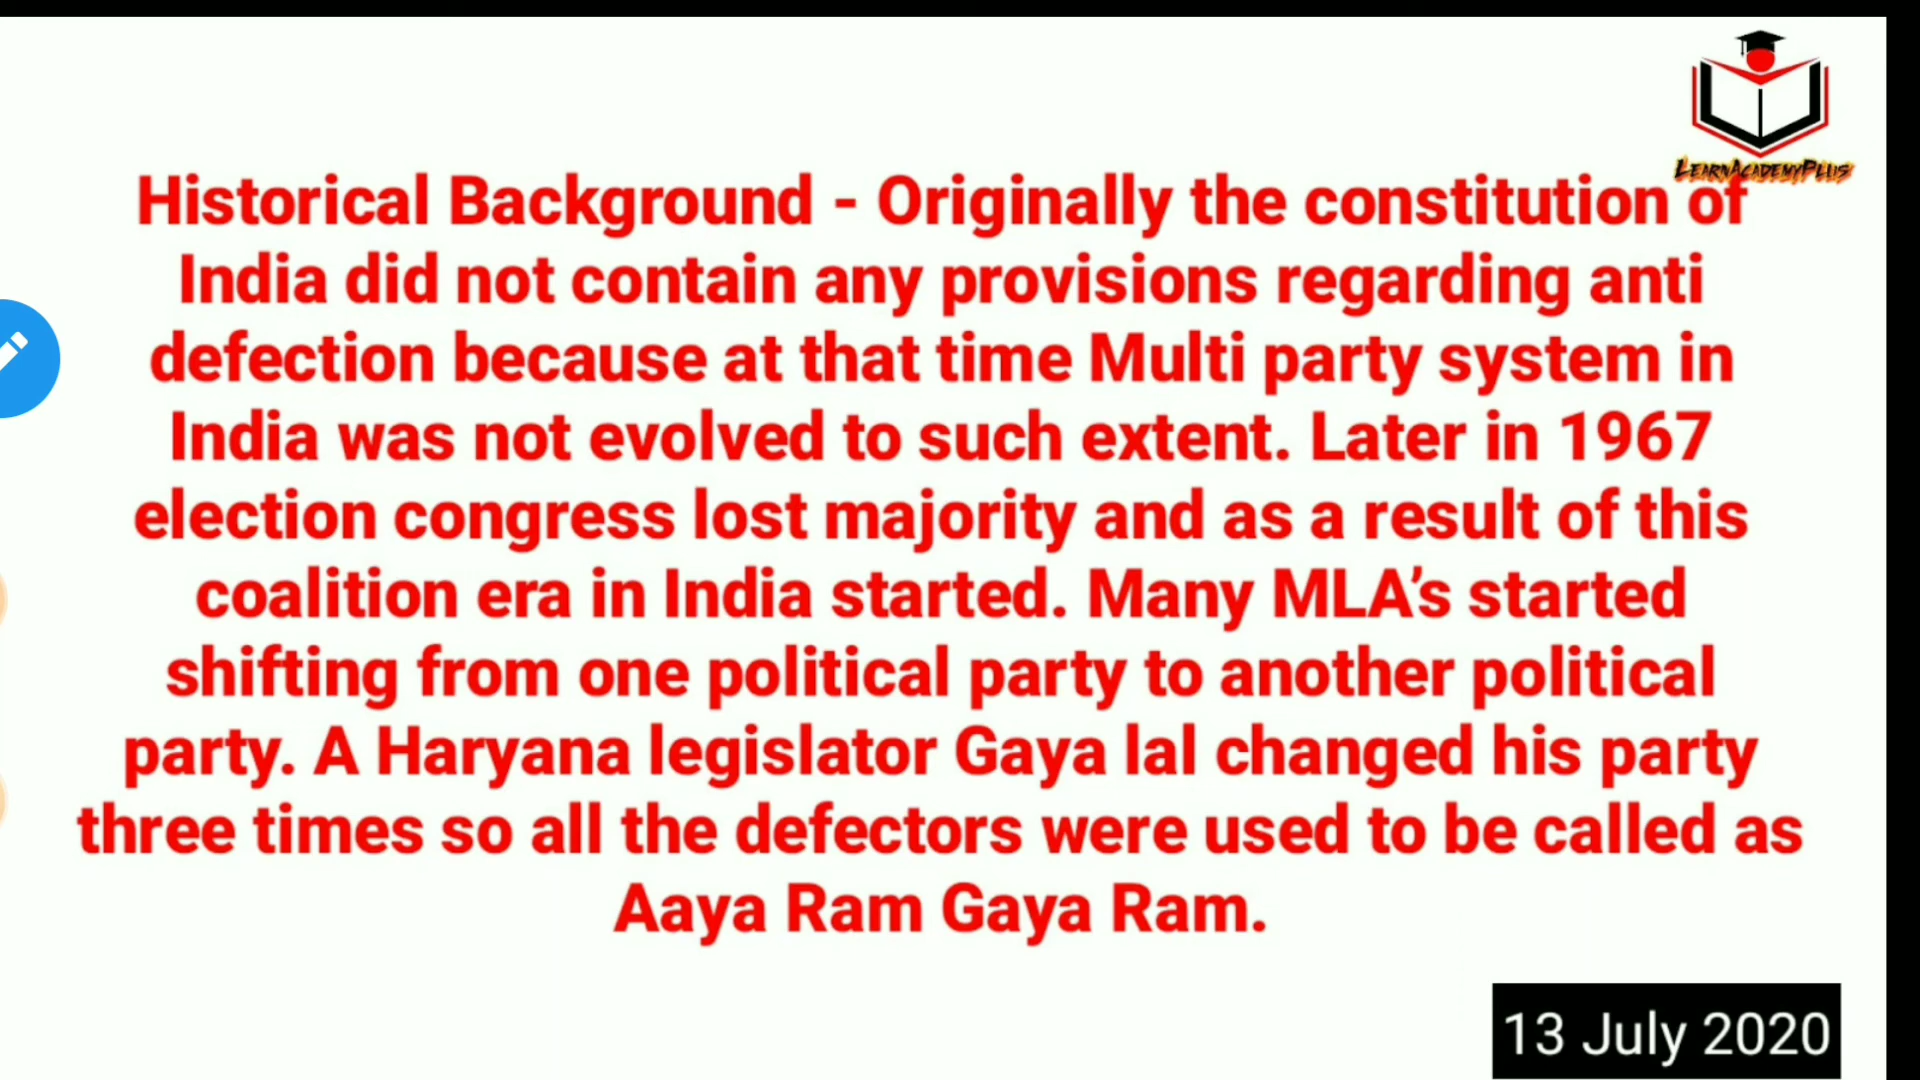 LEARNACADEMYPLUS
Historical Background - Originally the constitution of
India did not contain any provisions regarding anti
defection because at that time Multi party system in
India was not evolved to such extent. Later in 1967
election congress lost majority and as a result of this
coalition era in India started. Many MLA’s started
shifting from one political party to another political
party. A Haryana legislator Gaya lal changed his party
three times so all the defectors were used to be called as
Aaya Ram Gaya Ram.
13 July 2020